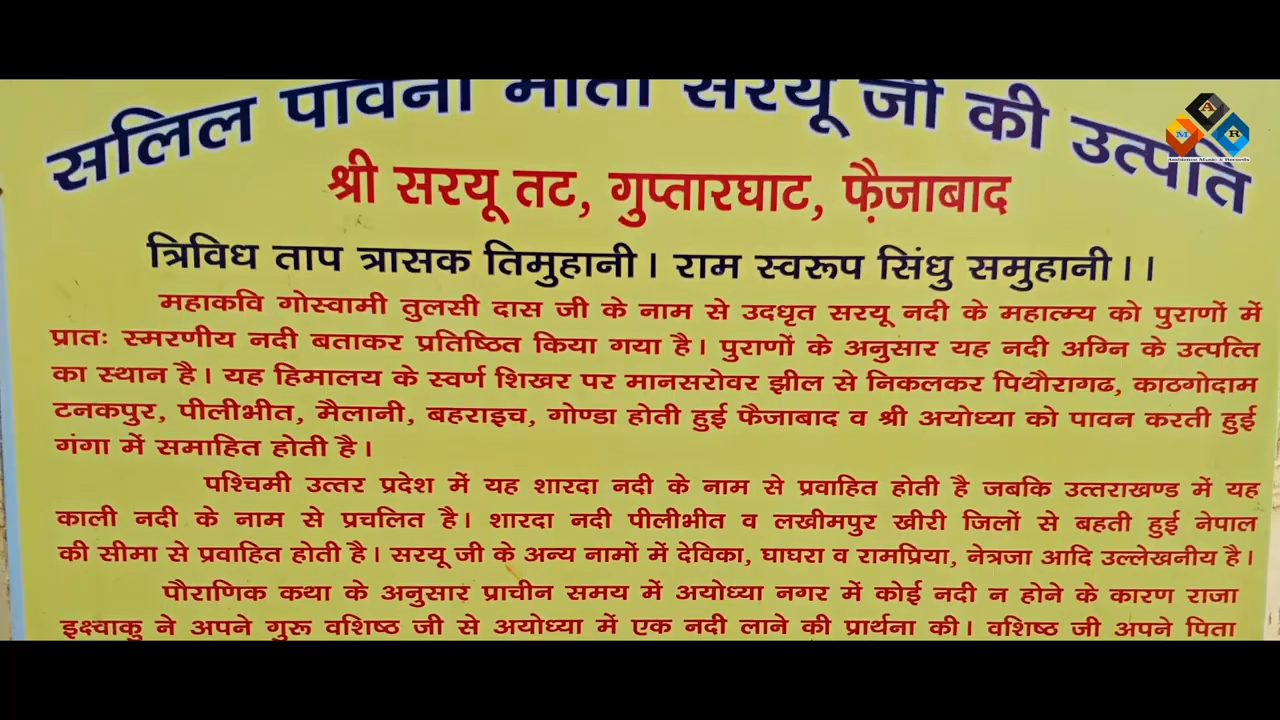 सलिल पावनी माता सरयू जी की उत्पति
श्री सरयू तट, गुप्तारघाट, फ़ैजाबाद
त्रिविध ताप त्रासक तिमुहानी। राम स्वरूप सिंधु समुहानी।।
महाकवि गोस्वामी तुलसी दास जी के नाम से उदधृत सरयू नदी के महात्म्य को पुराणों में
प्रातः स्मरणीय नदी बताकर प्रतिष्ठित किया गया है। पुराणों के अनुसार यह नदी अग्नि के उत्पत्ति
का स्थान है। यह हिमालय के स्वर्ण शिखर पर मानसरोवर झील से निकलकर पिथौरागढ, काठगोदाम
टनकपुर, पीलीभीत, मैलानी, बहराइच, गोण्डा होती हुई फैजाबाद व श्री अयोध्या को पावन करती हुई
गंगा में समाहित होती है।
पश्चिमी उत्तर प्रदेश में यह शारदा नदी के नाम से प्रवाहित होती है जबकि उत्तराखण्ड में यह
काली नदी के नाम से प्रचलित है। शारदा नदी पीलीभीत व लखीमपुर खीरी जिलों से बहती हुई नेपाल
की सीमा से प्रवाहित होती है। सरयू जी के अन्य नामों में देविका, घाघरा व रामप्रिया, नेत्रजा आदि उल्लेखनीय है।
पौराणिक कथा के अनुसार प्राचीन समय में अयोध्या नगर में कोई नदी न होने के कारण राजा
इक्ष्वाकु ने अपने गुरू वशिष्ठ जी से अयोध्या में एक नदी लाने की प्रार्थना की। वशिष्ठ जी अपने पिता
A
M R
Ambience Music & Records